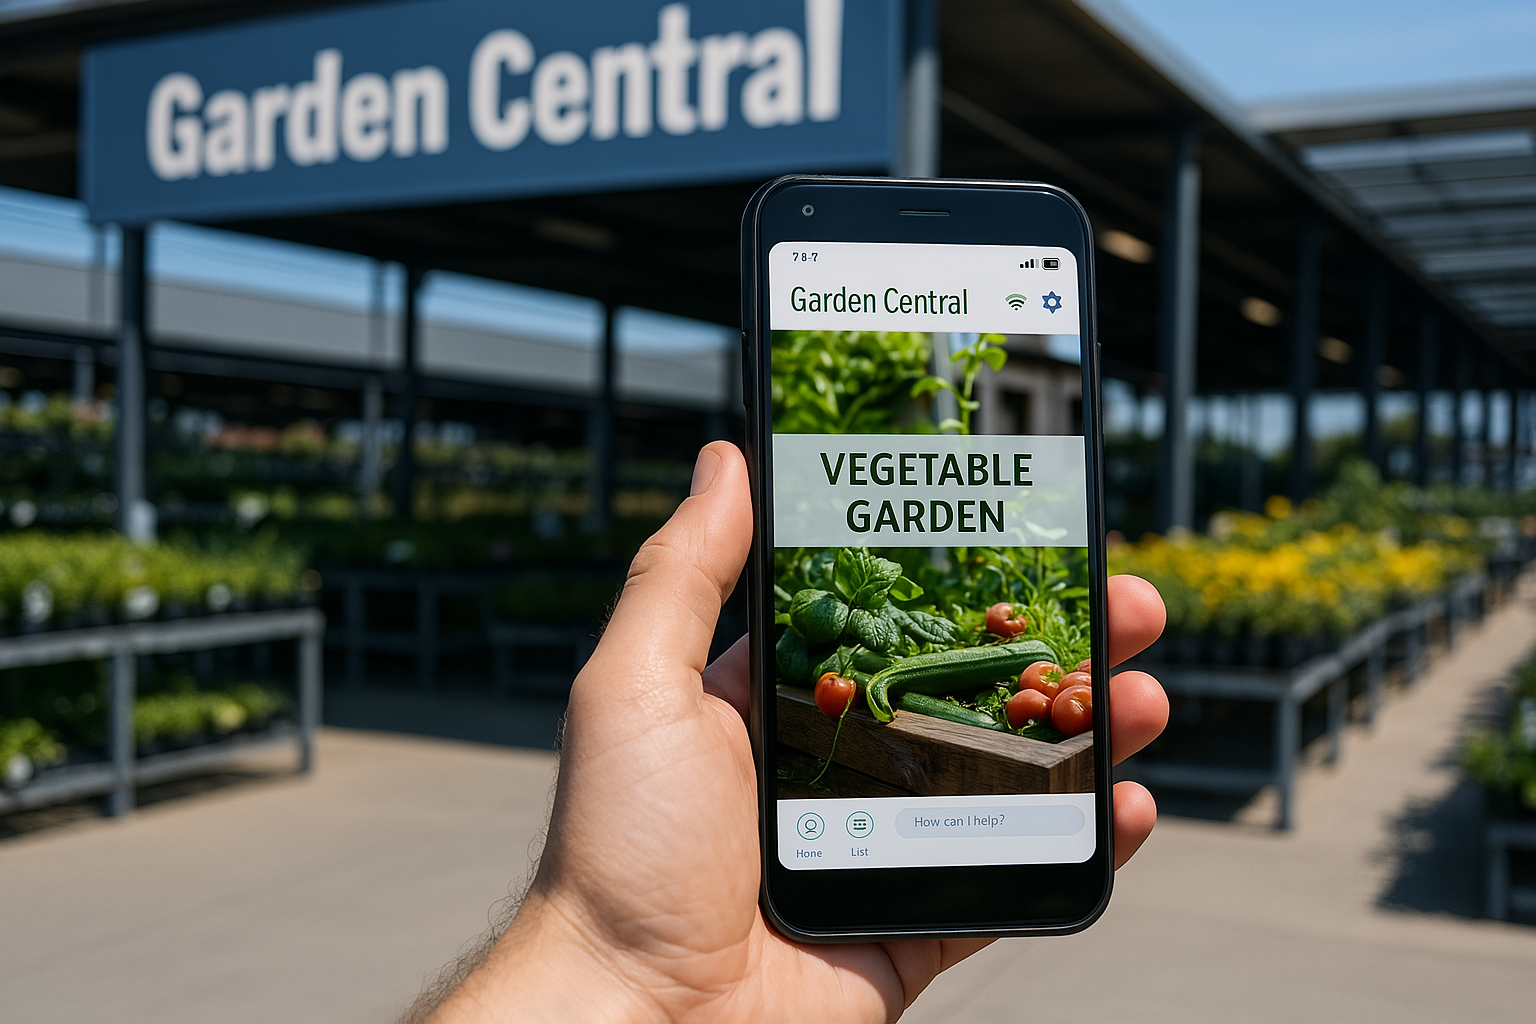 Garden Central
7 8-7
Garden Central
VEGETABLE
GARDEN
How can I help?
Hone
List